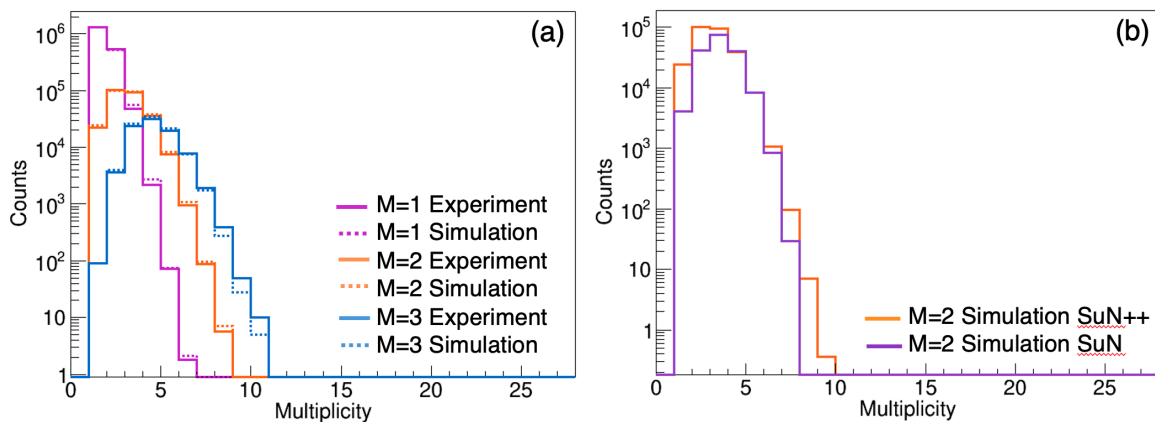 (a)
Counts
10^6
10^5
10^4
10^3
10^2
10
1
M=1 Experiment
M=1 Simulation
M=2 Experiment
M=2 Simulation
M=3 Experiment
M=3 Simulation
0 5 10 15 20 25
Multiplicity
(b)
Counts
10^5
10^4
10^3
10^2
10
1
M=2 Simulation SuN++
M=2 Simulation SuN
0 5 10 15 20 25
Multiplicity